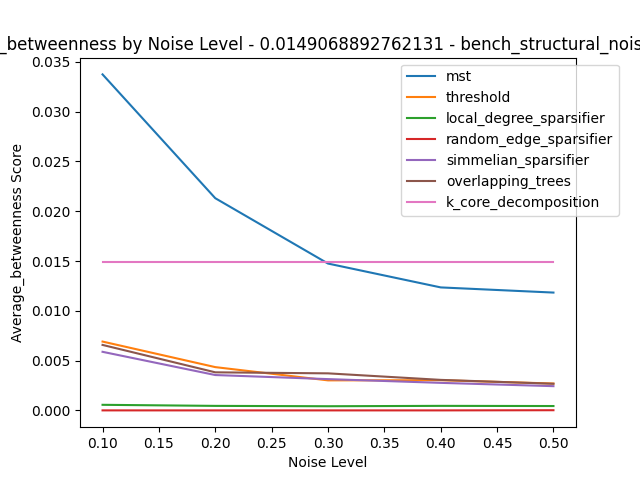 _betweenness by Noise Level - 0.0149068892762131 - bench_structural_nois
mst
threshold
local_degree_sparsifier
random_edge_sparsifier
simmelian_sparsifier
overlapping_trees
k_core_decomposition
Average_betweenness Score
0.035
0.030
0.025
0.020
0.015
0.010
0.005
0.000
0.10 0.15 0.20 0.25 0.30 0.35 0.40 0.45 0.50
Noise Level